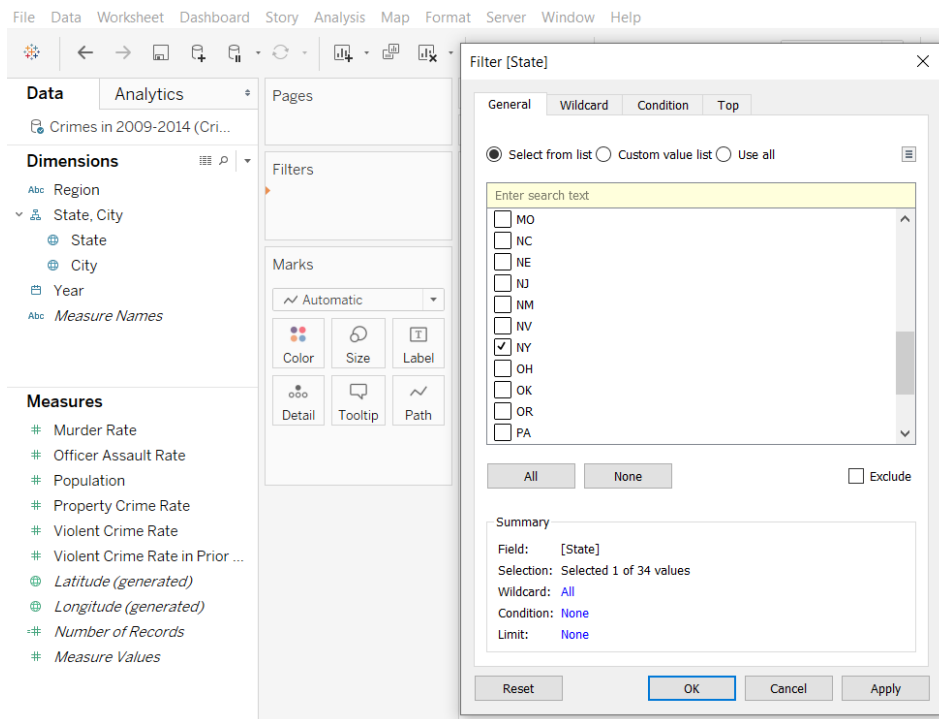 File Data Worksheet Dashboard Story Analysis Map Format Server Window Help
Data
Analytics
Crimes in 2009-2014 (Cri...
Dimensions
Abc Region
State, City
State
City
Year
Abc Measure Names
Measures
# Murder Rate
# Officer Assault Rate
# Population
# Property Crime Rate
# Violent Crime Rate
# Violent Crime Rate in Prior ...
Latitude (generated)
Longitude (generated)
=# Number of Records
# Measure Values
Pages
Filters
Marks
Automatic
Color Size Label
Detail Tooltip Path
Filter [State]
General Wildcard Condition Top
Select from list Custom value list Use all
Enter search text
MO
NC
NE
NJ
NM
NV
NY
OH
OK
OR
PA
All None Exclude
Summary
Field: [State]
Selection: Selected 1 of 34 values
Wildcard: All
Condition: None
Limit: None
Reset OK Cancel Apply